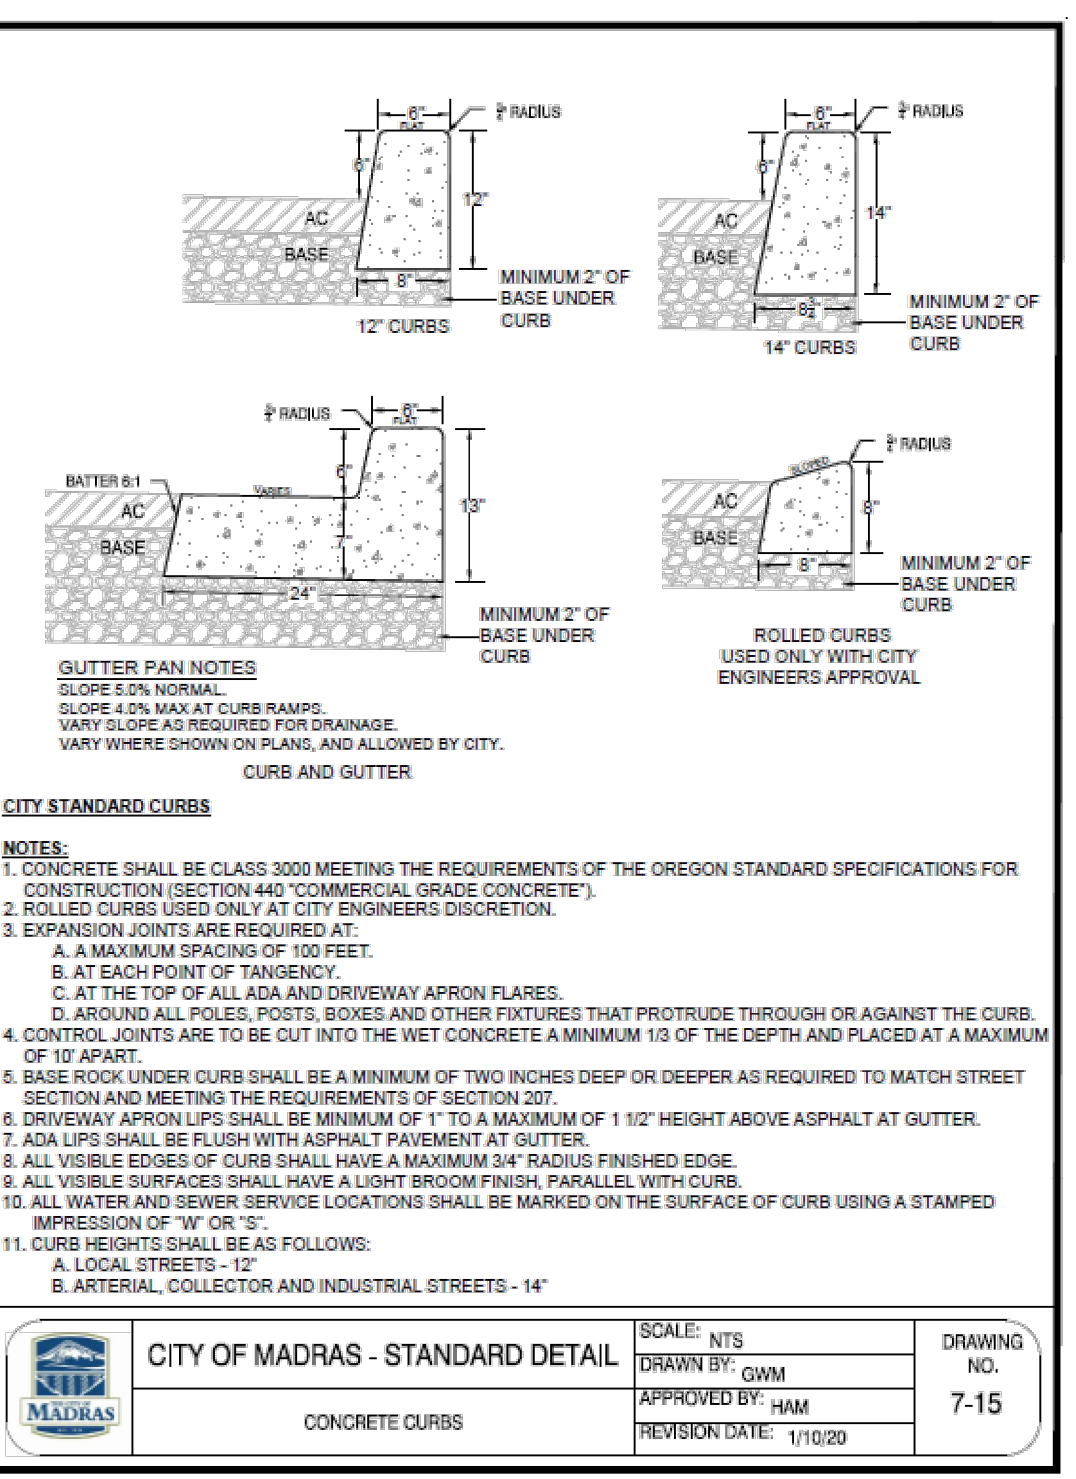 6"
FLAT
3/4" RADIUS
6"
12"
AC
BASE
8"
MINIMUM 2" OF
BASE UNDER
CURB
12" CURBS
6"
FLAT
3/4" RADIUS
6"
14"
AC
BASE
8 3/4"
MINIMUM 2" OF
BASE UNDER
CURB
14" CURBS
3/4" RADIUS
6"
FLAT
6"
BATTER 6:1
VARIES
AC
13"
7"
BASE
24"
MINIMUM 2" OF
BASE UNDER
CURB
3/4" RADIUS
SLOPED
AC
8"
BASE
8"
MINIMUM 2" OF
BASE UNDER
CURB
ROLLED CURBS
USED ONLY WITH CITY
ENGINEERS APPROVAL
GUTTER PAN NOTES
SLOPE 5.0% NORMAL.
SLOPE 4.0% MAX AT CURB RAMPS.
VARY SLOPE AS REQUIRED FOR DRAINAGE.
VARY WHERE SHOWN ON PLANS, AND ALLOWED BY CITY.
CURB AND GUTTER
CITY STANDARD CURBS
NOTES:
1. CONCRETE SHALL BE CLASS 3000 MEETING THE REQUIREMENTS OF THE OREGON STANDARD SPECIFICATIONS FOR
CONSTRUCTION (SECTION 440 "COMMERCIAL GRADE CONCRETE").
2. ROLLED CURBS USED ONLY AT CITY ENGINEERS DISCRETION.
3. EXPANSION JOINTS ARE REQUIRED AT:
A. A MAXIMUM SPACING OF 100 FEET.
B. AT EACH POINT OF TANGENCY.
C. AT THE TOP OF ALL ADA AND DRIVEWAY APRON FLARES.
D. AROUND ALL POLES, POSTS, BOXES AND OTHER FIXTURES THAT PROTRUDE THROUGH OR AGAINST THE CURB.
4. CONTROL JOINTS ARE TO BE CUT INTO THE WET CONCRETE A MINIMUM 1/3 OF THE DEPTH AND PLACED AT A MAXIMUM
OF 10' APART.
5. BASE ROCK UNDER CURB SHALL BE A MINIMUM OF TWO INCHES DEEP OR DEEPER AS REQUIRED TO MATCH STREET
SECTION AND MEETING THE REQUIREMENTS OF SECTION 207.
6. DRIVEWAY APRON LIPS SHALL BE MINIMUM OF 1" TO A MAXIMUM OF 1 1/2" HEIGHT ABOVE ASPHALT AT GUTTER.
7. ADA LIPS SHALL BE FLUSH WITH ASPHALT PAVEMENT AT GUTTER.
8. ALL VISIBLE EDGES OF CURB SHALL HAVE A MAXIMUM 3/4" RADIUS FINISHED EDGE.
9. ALL VISIBLE SURFACES SHALL HAVE A LIGHT BROOM FINISH, PARALLEL WITH CURB.
10. ALL WATER AND SEWER SERVICE LOCATIONS SHALL BE MARKED ON THE SURFACE OF CURB USING A STAMPED
IMPRESSION OF "W" OR "S".
11. CURB HEIGHTS SHALL BE AS FOLLOWS:
A. LOCAL STREETS - 12"
B. ARTERIAL, COLLECTOR AND INDUSTRIAL STREETS - 14"
MADRAS
CITY OF MADRAS - STANDARD DETAIL
CONCRETE CURBS
SCALE: NTS
DRAWN BY: GWM
APPROVED BY: HAM
REVISION DATE: 1/10/20
DRAWING
NO.
7-15